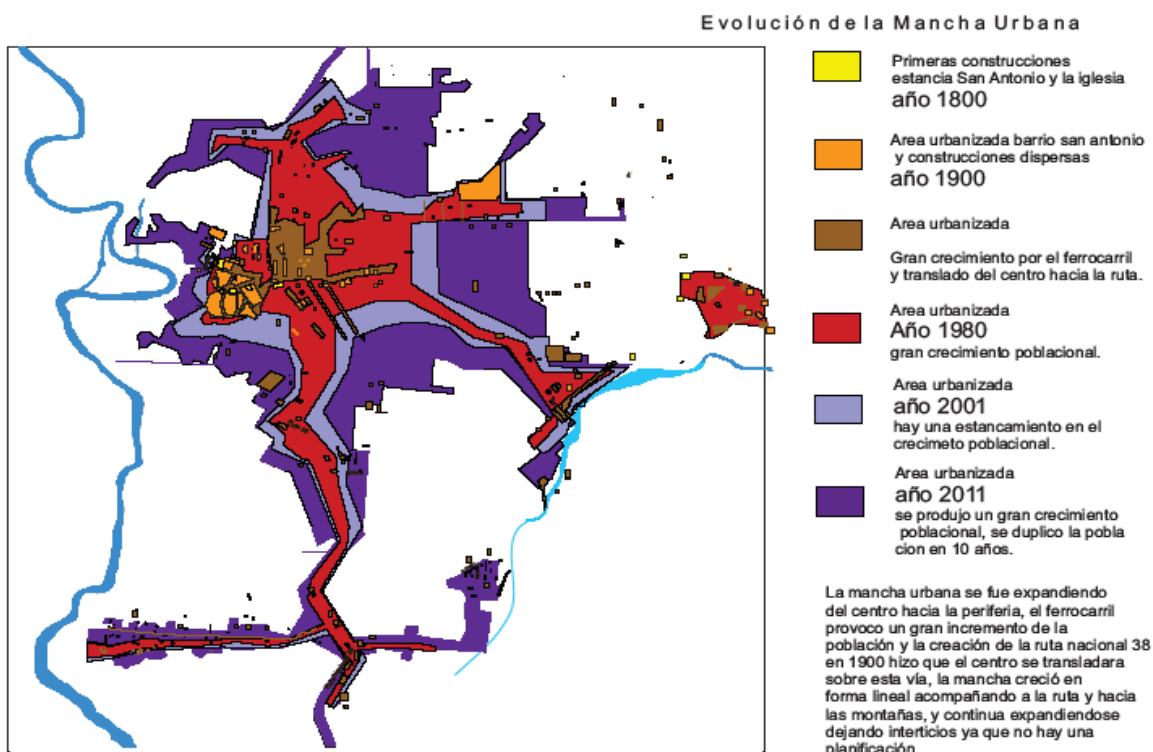 Evolución de la Mancha Urbana
Primeras construcciones
estancia San Antonio y la iglesia
año 1800
Area urbanizada barrio san antonio
y construcciones dispersas
año 1900
Area urbanizada
Gran crecimiento por el ferrocarril
y translado del centro hacia la ruta.
Area urbanizada
Año 1980
gran crecimiento poblacional.
Area urbanizada
año 2001
hay una estancamiento en el
crecimeto poblacional.
Area urbanizada
año 2011
se produjo un gran crecimiento
poblacional, se duplico la pobla
cion en 10 años.
La mancha urbana se fue expandiendo
del centro hacia la periferia, el ferrocarril
provoco un gran incremento de la
población y la creación de la ruta nacional 38
en 1900 hizo que el centro se transladara
sobre esta vía, la mancha creció en
forma lineal acompañando a la ruta y hacia
las montañas, y continua expandiendose
dejando interticios ya que no hay una
planificación